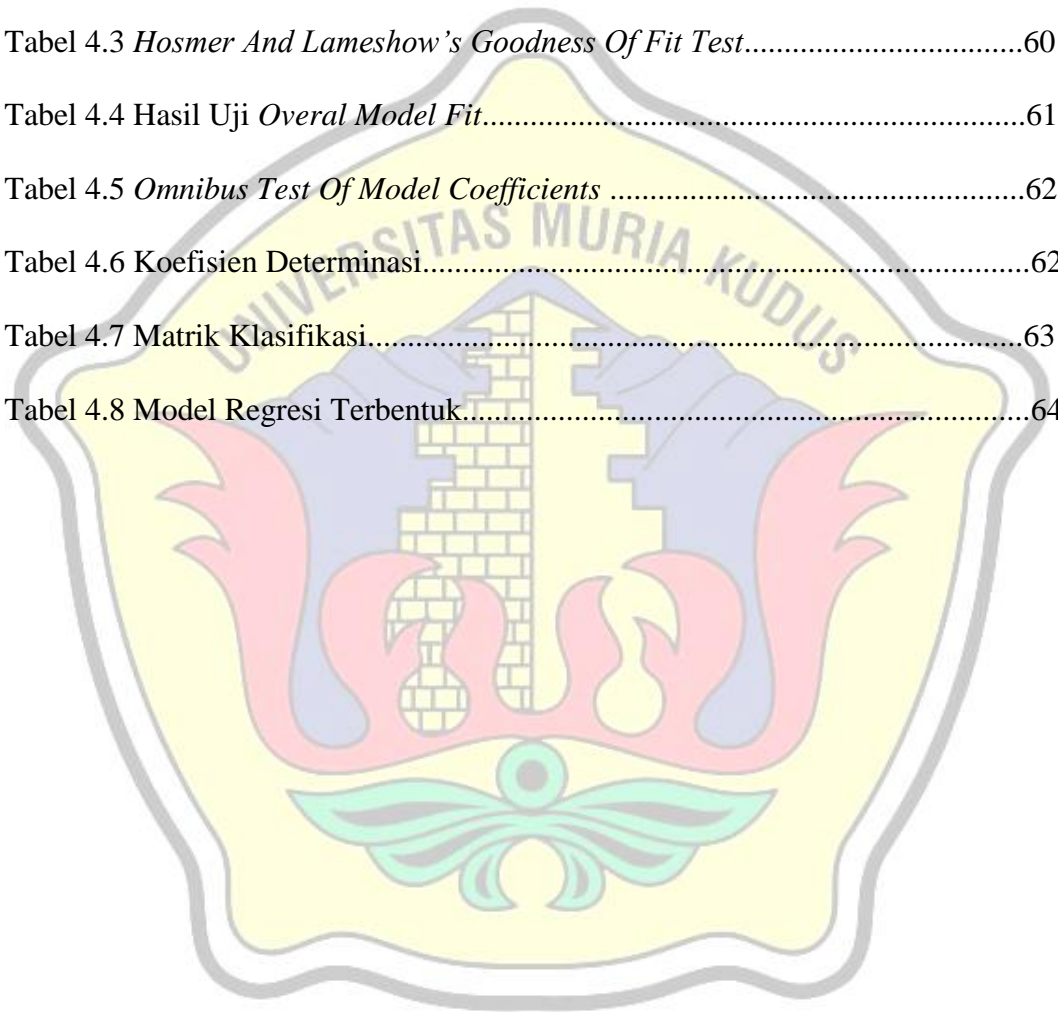 Tabel 4.3 Hosmer And Lameshow’s Goodness Of Fit Test...................................60
Tabel 4.4 Hasil Uji Overal Model Fit.....................................................................61
Tabel 4.5 Omnibus Test Of Model Coefficients .....................................................62
Tabel 4.6 Koefisien Determinasi.............................................................................62
Tabel 4.7 Matrik Klasifikasi...................................................................................63
Tabel 4.8 Model Regresi Terbentuk........................................................................64
UNIVERSITAS MURIA KUDUS